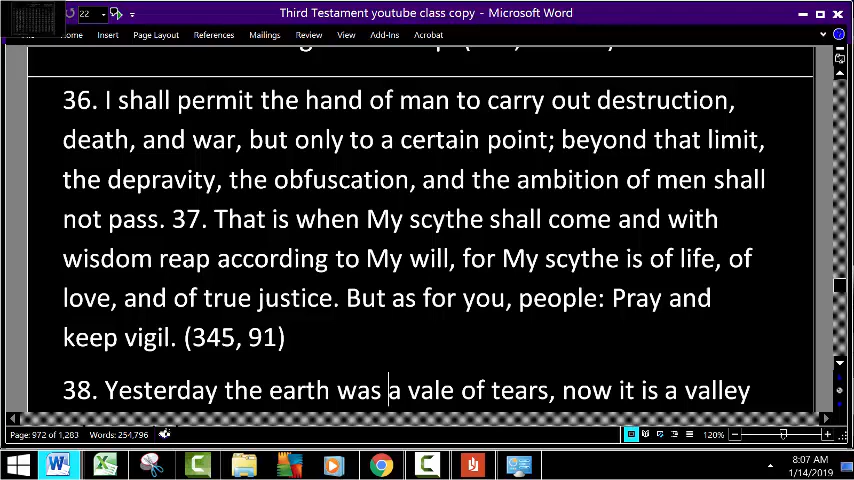 22
Third Testament youtube class copy - Microsoft Word
Home Insert Page Layout References Mailings Review View Add-Ins Acrobat
36. I shall permit the hand of man to carry out destruction,
death, and war, but only to a certain point; beyond that limit,
the depravity, the obfuscation, and the ambition of men shall
not pass. 37. That is when My scythe shall come and with
wisdom reap according to My will, for My scythe is of life, of
love, and of true justice. But as for you, people: Pray and
keep vigil. (345, 91)
38. Yesterday the earth was a vale of tears, now it is a valley
Page: 972 of 1,283 Words: 254,796 120%
8:07 AM
1/14/2019